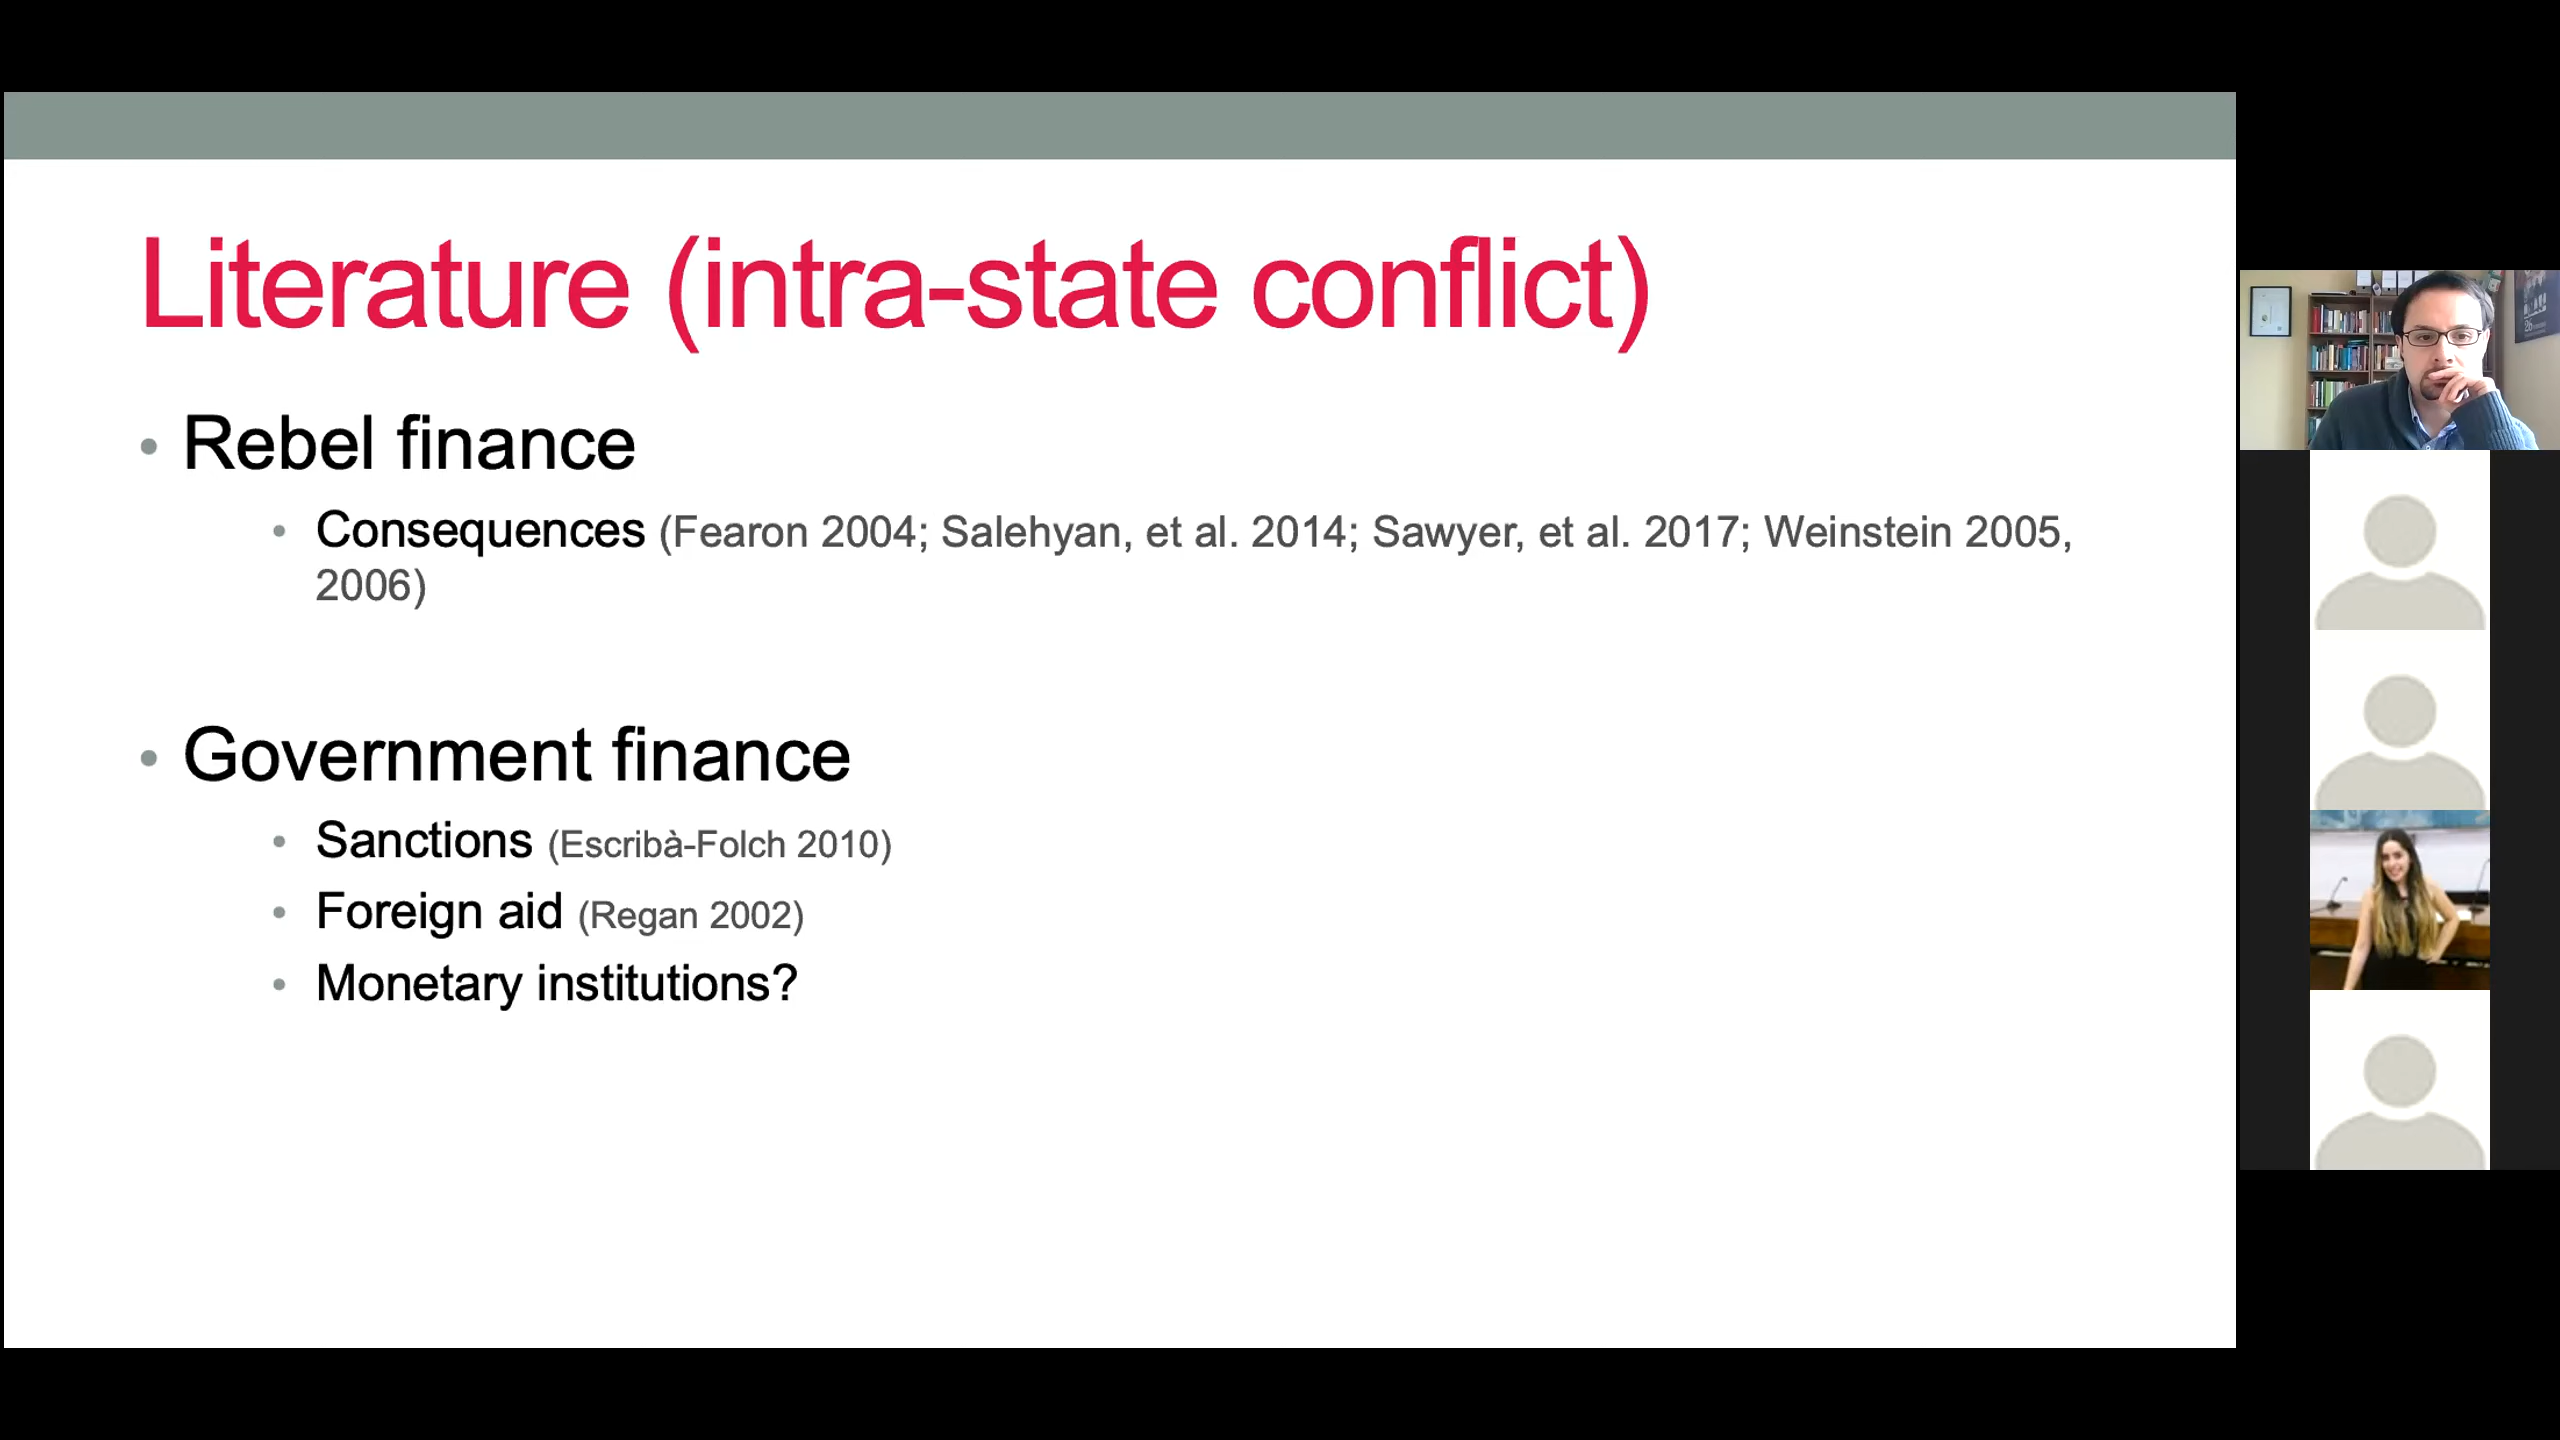 Literature (intra-state conflict)
• Rebel finance
• Consequences (Fearon 2004; Salehyan, et al. 2014; Sawyer, et al. 2017; Weinstein 2005,
2006)
• Government finance
• Sanctions (Escribà-Folch 2010)
• Foreign aid (Regan 2002)
• Monetary institutions?